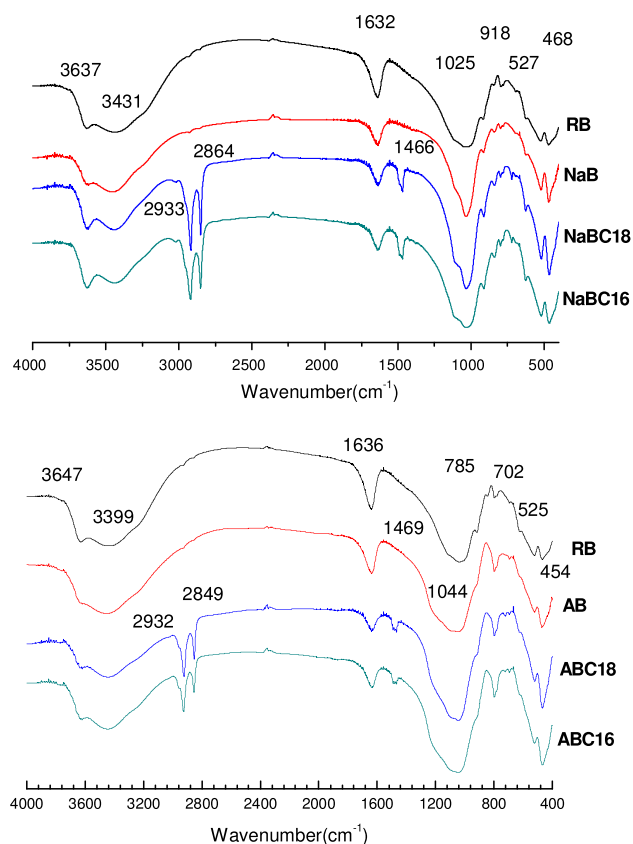 1632
918
468
3637
1025
527
3431
RB
2864
1466
NaB
2933
NaBC18
NaBC16
4000 3500 3000 2500 2000 1500 1000 500
Wavenumber(cm-1)
1636
785
702
3647
3399
525
1469
RB
454
1044
2849
2932
AB
ABC18
ABC16
4000 3600 3200 2800 2400 2000 1600 1200 800 400
Wavenumber(cm-1)